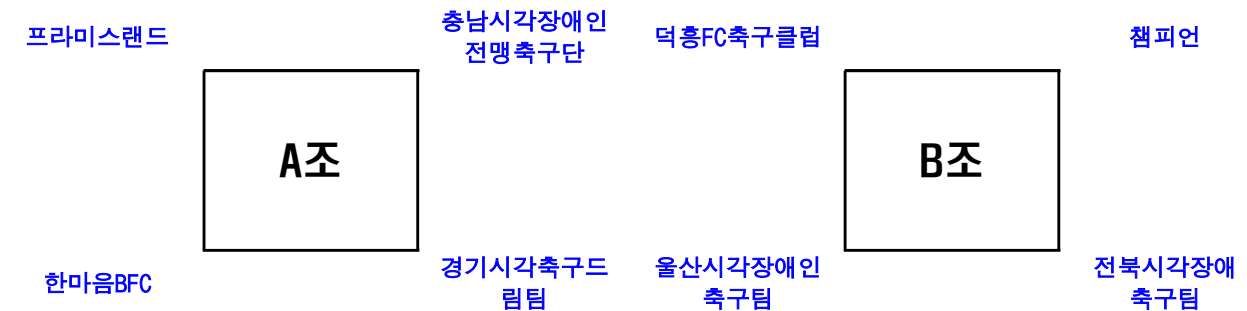 프라미스랜드
충남시각장애인
전맹축구단
A조
한마음BFC
경기시각축구드
림팀
덕흥FC축구클럽
챔피언
B조
울산시각장애인
축구팀
전북시각장애
축구팀